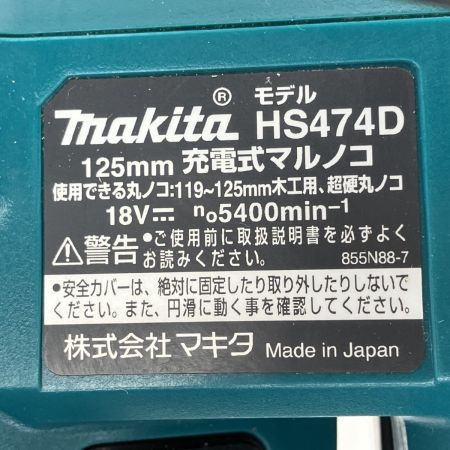 makita® モデル HS474D
125mm 充電式マルノコ
使用できる丸ノコ:119~125mm木工用、超硬丸ノコ
18V⎓ n₀5400min⁻¹
⚠警告 ●ご使用前に取扱説明書を必ずよく
お読みください。 855N88-7
●安全カバーは、絶対に固定したり取り外したりしないで
ください。また、円滑に動く事を確認してください。
株式会社 マキタ Made in Japan